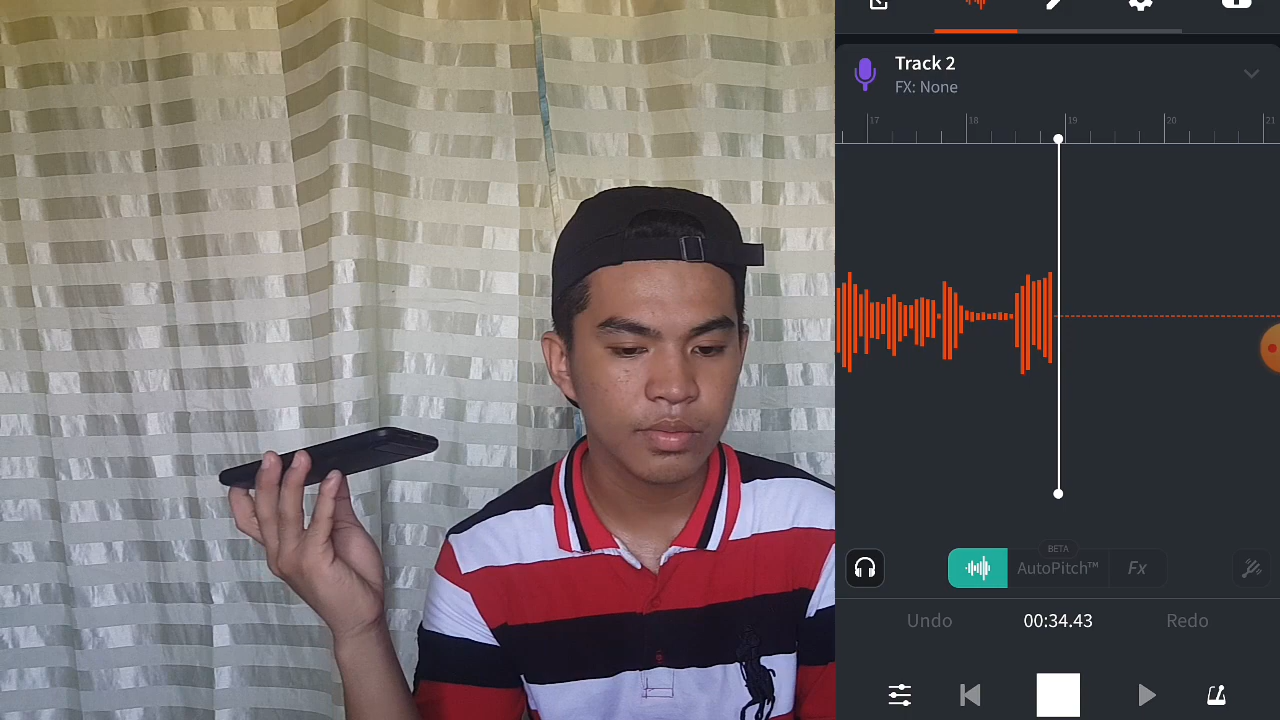 Track 2
FX: None
17 18 19 20 21
BETA
AutoPitch™ Fx
Undo 00:34.43 Redo